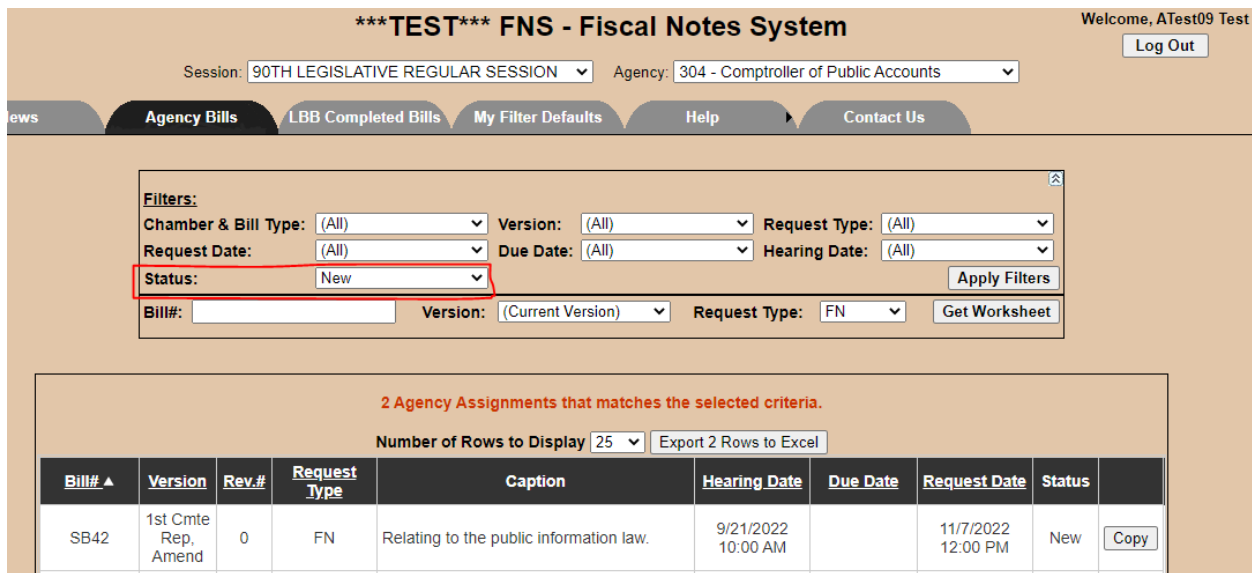 ***TEST*** FNS - Fiscal Notes System
Welcome, ATest09 Test
Log Out
Session: 90TH LEGISLATIVE REGULAR SESSION Agency: 304 - Comptroller of Public Accounts
Agency Bills LBB Completed Bills My Filter Defaults Help Contact Us
Filters:
Chamber & Bill Type: (All) Version: (All) Request Type: (All)
Request Date: (All) Due Date: (All) Hearing Date: (All)
Status: New Apply Filters
Bill#: Version: (Current Version) Request Type: FN Get Worksheet
2 Agency Assignments that matches the selected criteria.
Number of Rows to Display 25 Export 2 Rows to Excel
Bill# ▲ Version Rev.# Request Type Caption Hearing Date Due Date Request Date Status
SB42 1st Cmte Rep, Amend 0 FN Relating to the public information law. 9/21/2022 10:00 AM 11/7/2022 12:00 PM New Copy